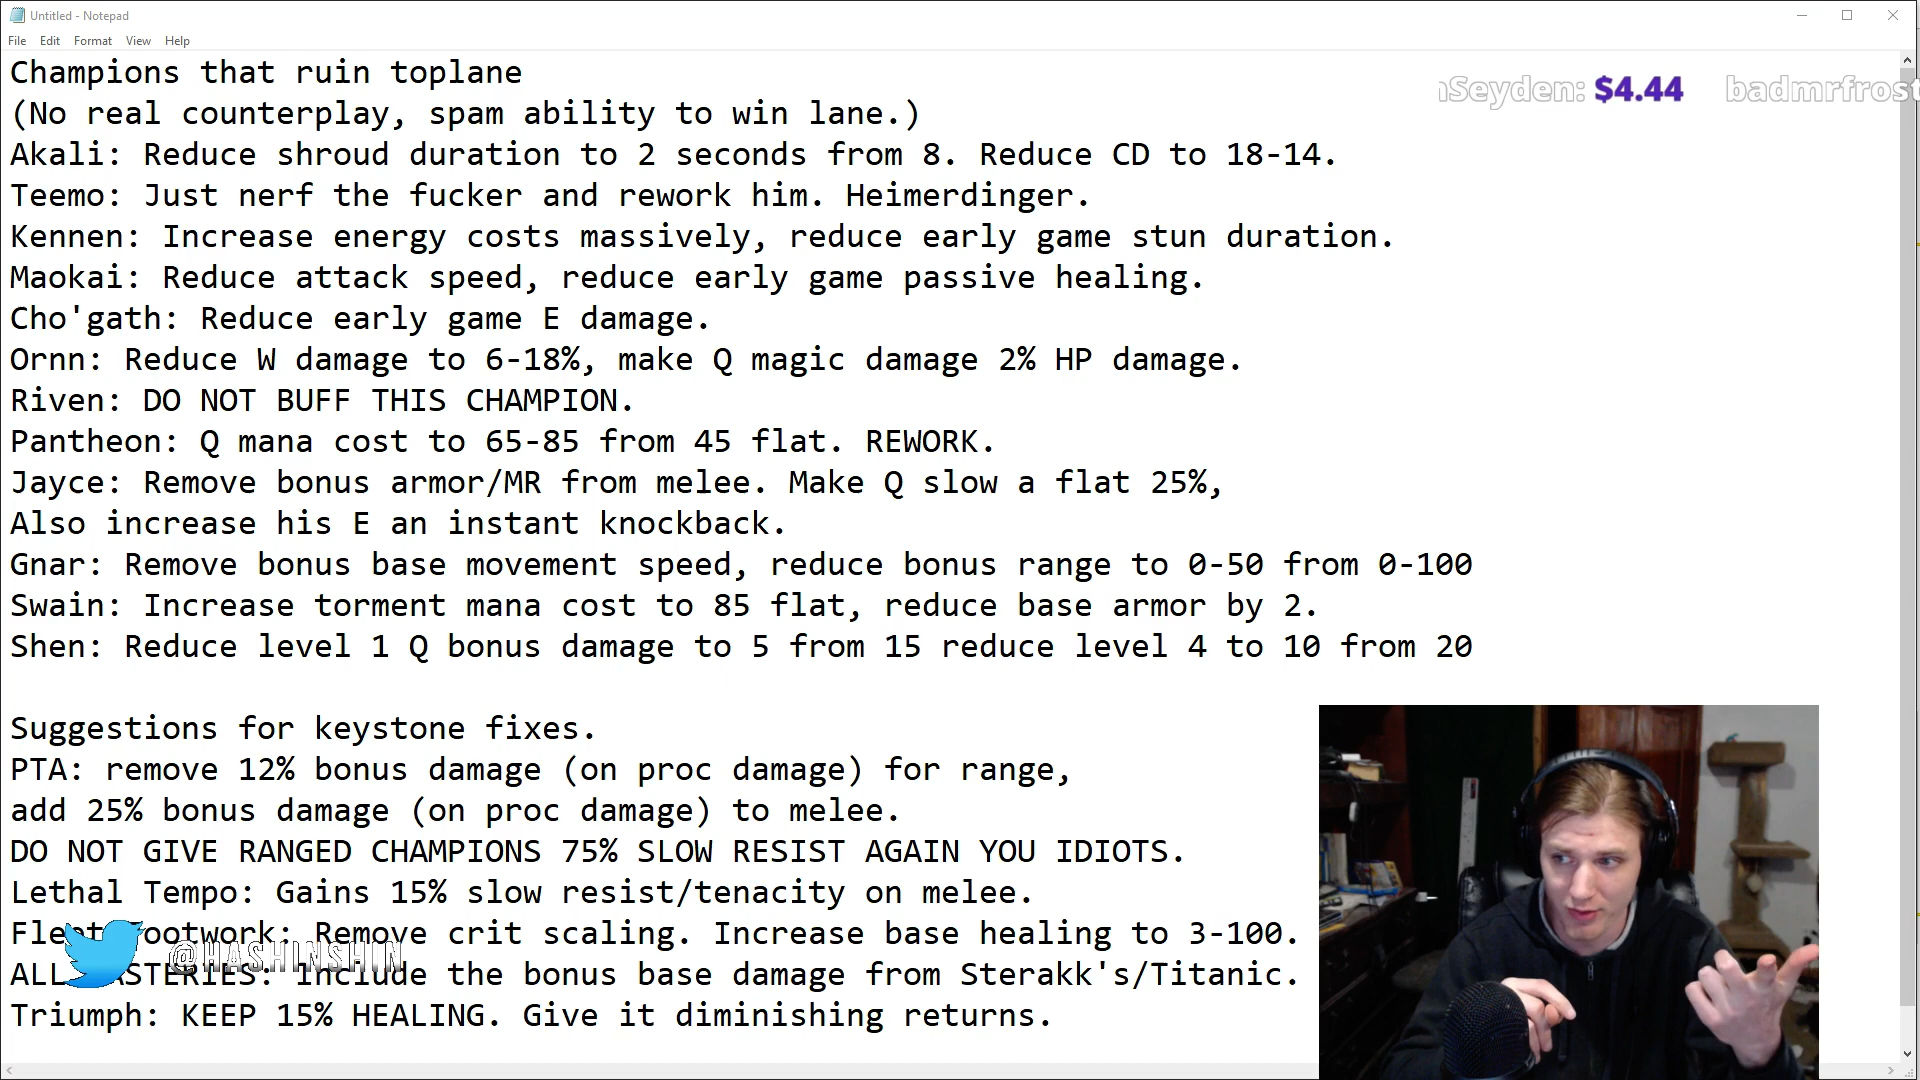 Untitled - Notepad
File Edit Format View Help
Champions that ruin toplane
(No real counterplay, spam ability to win lane.)
Akali: Reduce shroud duration to 2 seconds from 8. Reduce CD to 18-14.
Teemo: Just nerf the fucker and rework him. Heimerdinger.
Kennen: Increase energy costs massively, reduce early game stun duration.
Maokai: Reduce attack speed, reduce early game passive healing.
Cho'gath: Reduce early game E damage.
Ornn: Reduce W damage to 6-18%, make Q magic damage 2% HP damage.
Riven: DO NOT BUFF THIS CHAMPION.
Pantheon: Q mana cost to 65-85 from 45 flat. REWORK.
Jayce: Remove bonus armor/MR from melee. Make Q slow a flat 25%,
Also increase his E an instant knockback.
Gnar: Remove bonus base movement speed, reduce bonus range to 0-50 from 0-100
Swain: Increase torment mana cost to 85 flat, reduce base armor by 2.
Shen: Reduce level 1 Q bonus damage to 5 from 15 reduce level 4 to 10 from 20
Suggestions for keystone fixes.
PTA: remove 12% bonus damage (on proc damage) for range,
add 25% bonus damage (on proc damage) to melee.
DO NOT GIVE RANGED CHAMPIONS 75% SLOW RESIST AGAIN YOU IDIOTS.
Lethal Tempo: Gains 15% slow resist/tenacity on melee.
Fleet Footwork: Remove crit scaling. Increase base healing to 3-100.
ALL MASTERIES: Include the bonus base damage from Sterakk's/Titanic.
Triumph: KEEP 15% HEALING. Give it diminishing returns.
nSeyden: $4.44 badmrfrost
@HASHINSHIN